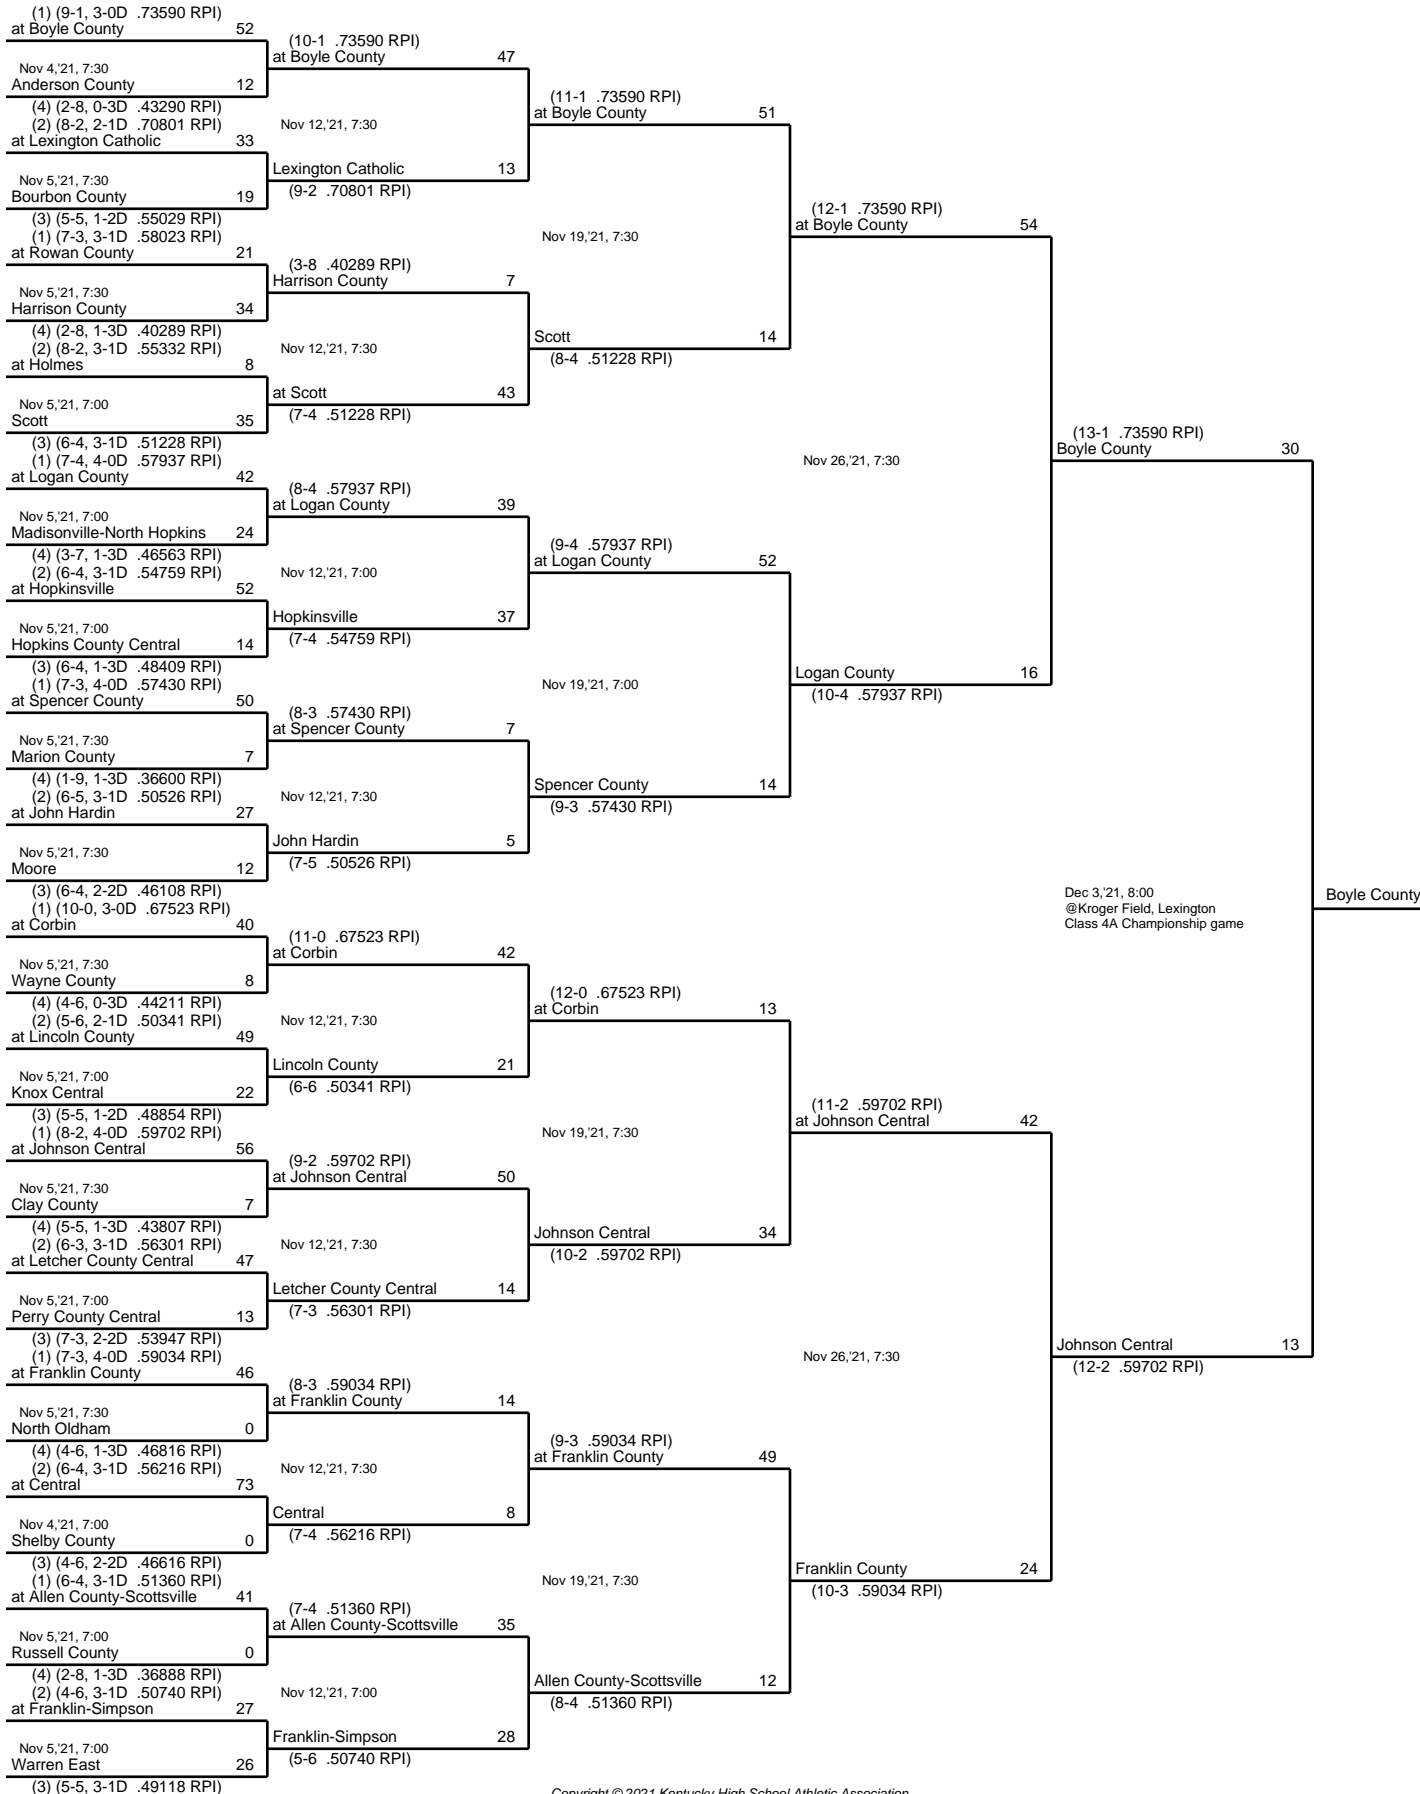 (1) (9-1, 3-0D .73590 RPI)
at Boyle County 52
Nov 4,'21, 7:30
Anderson County 12
(4) (2-8, 0-3D .43290 RPI)
(2) (8-2, 2-1D .70801 RPI)
at Lexington Catholic 33
Nov 5,'21, 7:30
Bourbon County 19
(3) (5-5, 1-2D .55029 RPI)
(1) (7-3, 3-1D .58023 RPI)
at Rowan County 21
Nov 5,'21, 7:30
Harrison County 34
(4) (2-8, 1-3D .40289 RPI)
(2) (8-2, 3-1D .55332 RPI)
at Holmes 8
Nov 5,'21, 7:00
Scott 35
(3) (6-4, 3-1D .51228 RPI)
(1) (7-4, 4-0D .57937 RPI)
at Logan County 42
Nov 5,'21, 7:00
Madisonville-North Hopkins 24
(4) (3-7, 1-3D .46563 RPI)
(2) (6-4, 3-1D .54759 RPI)
at Hopkinsville 52
Nov 5,'21, 7:00
Hopkins County Central 14
(3) (6-4, 1-3D .48409 RPI)
(1) (7-3, 4-0D .57430 RPI)
at Spencer County 50
Nov 5,'21, 7:30
Marion County 7
(4) (1-9, 1-3D .36600 RPI)
(2) (6-5, 3-1D .50526 RPI)
at John Hardin 27
Nov 5,'21, 7:30
Moore 12
(3) (6-4, 2-2D .46108 RPI)
(1) (10-0, 3-0D .67523 RPI)
at Corbin 40
Nov 5,'21, 7:30
Wayne County 8
(4) (4-6, 0-3D .44211 RPI)
(2) (5-6, 2-1D .50341 RPI)
at Lincoln County 49
Nov 5,'21, 7:00
Knox Central 22
(3) (5-5, 1-2D .48854 RPI)
(1) (8-2, 4-0D .59702 RPI)
at Johnson Central 56
Nov 5,'21, 7:30
Clay County 7
(4) (5-5, 1-3D .43807 RPI)
(2) (6-3, 3-1D .56301 RPI)
at Letcher County Central 47
Nov 5,'21, 7:00
Perry County Central 13
(3) (7-3, 2-2D .53947 RPI)
(1) (7-3, 4-0D .59034 RPI)
at Franklin County 46
Nov 5,'21, 7:30
North Oldham 0
(4) (4-6, 1-3D .46816 RPI)
(2) (6-4, 3-1D .56216 RPI)
at Central 73
Nov 4,'21, 7:00
Shelby County 0
(3) (4-6, 2-2D .46616 RPI)
(1) (6-4, 3-1D .51360 RPI)
at Allen County-Scottsville 41
Nov 5,'21, 7:00
Russell County 0
(4) (2-8, 1-3D .36888 RPI)
(2) (4-6, 3-1D .50740 RPI)
at Franklin-Simpson 27
Nov 5,'21, 7:00
Warren East 26
(3) (5-5, 3-1D .49118 RPI)
(10-1 .73590 RPI)
at Boyle County 47
Nov 12,'21, 7:30
Lexington Catholic 13
(9-2 .70801 RPI)
(3-8 .40289 RPI)
Harrison County 7
Nov 12,'21, 7:30
at Scott 43
(7-4 .51228 RPI)
(8-4 .57937 RPI)
at Logan County 39
Nov 12,'21, 7:00
Hopkinsville 37
(7-4 .54759 RPI)
(8-3 .57430 RPI)
at Spencer County 7
Nov 12,'21, 7:30
John Hardin 5
(7-5 .50526 RPI)
(11-0 .67523 RPI)
at Corbin 42
Nov 12,'21, 7:30
Lincoln County 21
(6-6 .50341 RPI)
(9-2 .59702 RPI)
at Johnson Central 50
Nov 12,'21, 7:30
Letcher County Central 14
(7-3 .56301 RPI)
(8-3 .59034 RPI)
at Franklin County 14
Nov 12,'21, 7:30
Central 8
(7-4 .56216 RPI)
(7-4 .51360 RPI)
at Allen County-Scottsville 35
Nov 12,'21, 7:00
Franklin-Simpson 28
(5-6 .50740 RPI)
(11-1 .73590 RPI)
at Boyle County 51
Nov 19,'21, 7:30
Scott 14
(8-4 .51228 RPI)
(9-4 .57937 RPI)
at Logan County 52
Nov 19,'21, 7:00
Spencer County 14
(9-3 .57430 RPI)
(12-0 .67523 RPI)
at Corbin 13
Nov 19,'21, 7:30
Johnson Central 34
(10-2 .59702 RPI)
(9-3 .59034 RPI)
at Franklin County 49
Nov 19,'21, 7:30
Allen County-Scottsville 12
(8-4 .51360 RPI)
(12-1 .73590 RPI)
at Boyle County 54
Nov 26,'21, 7:30
Logan County 16
(10-4 .57937 RPI)
(11-2 .59702 RPI)
at Johnson Central 42
Nov 26,'21, 7:30
Franklin County 24
(10-3 .59034 RPI)
(13-1 .73590 RPI)
Boyle County 30
Dec 3,'21, 8:00
@Kroger Field, Lexington
Class 4A Championship game
Johnson Central 13
(12-2 .59702 RPI)
Boyle County
Copyright © 2021 Kentucky High School Athletic Association